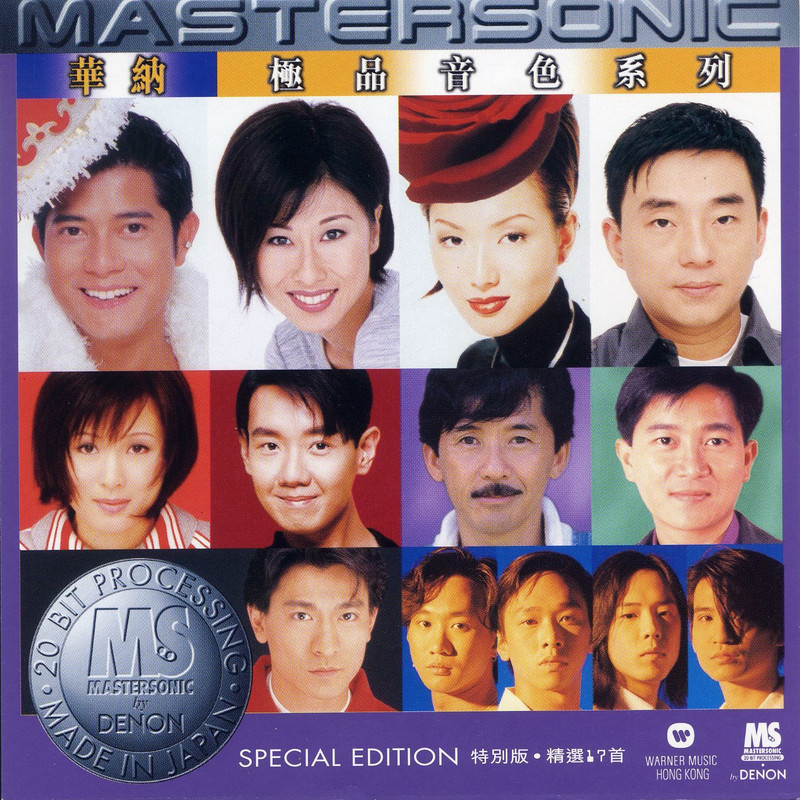 MASTERSONIC
華納 極品音色系列
20 BIT PROCESSING
MS
MASTERSONIC
by
DENON
MADE IN JAPAN
SPECIAL EDITION 特別版・精選17首
WARNER MUSIC
HONG KONG
MS
MASTERSONIC
20 BIT PROCESSING
by DENON